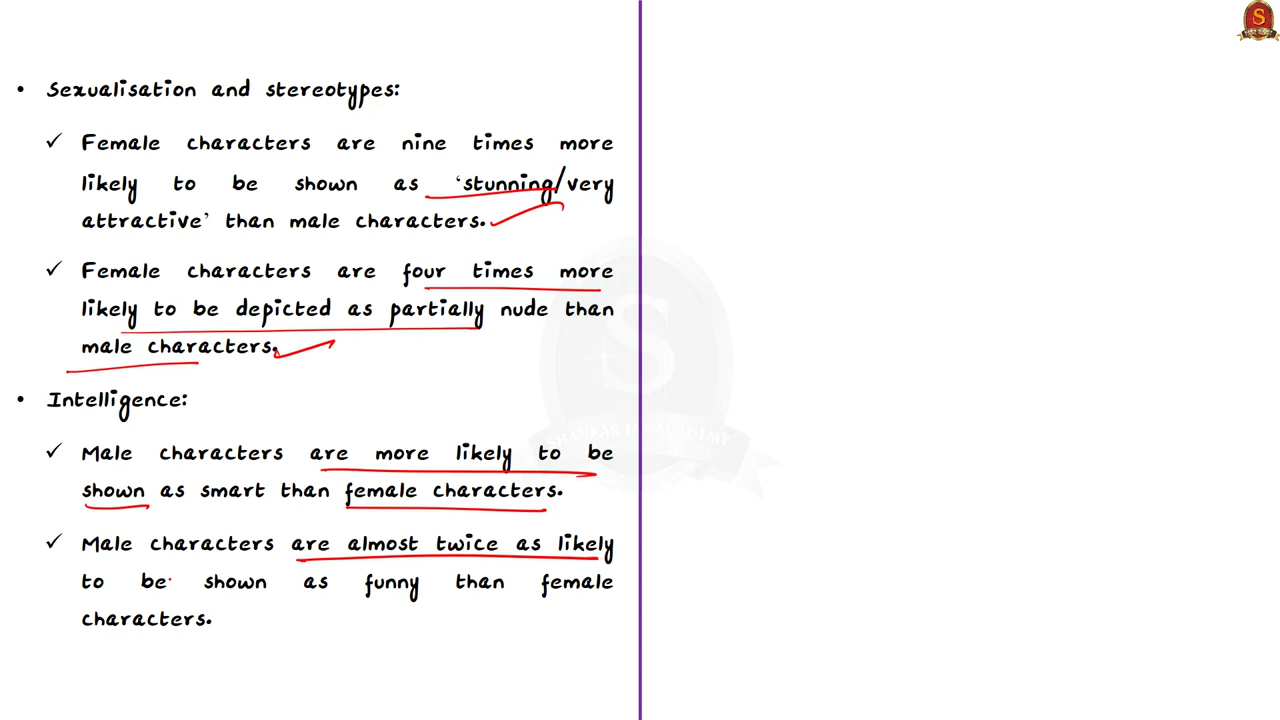 • Sexualisation and stereotypes:
✓ Female characters are nine times more
likely to be shown as ‘stunning/very
attractive’ than male characters.
✓ Female characters are four times more
likely to be depicted as partially nude than
male characters.
• Intelligence:
✓ Male characters are more likely to be
shown as smart than female characters.
✓ Male characters are almost twice as likely
to be shown as funny than female
characters.
S
SHANKAR IAS ACADEMY
S